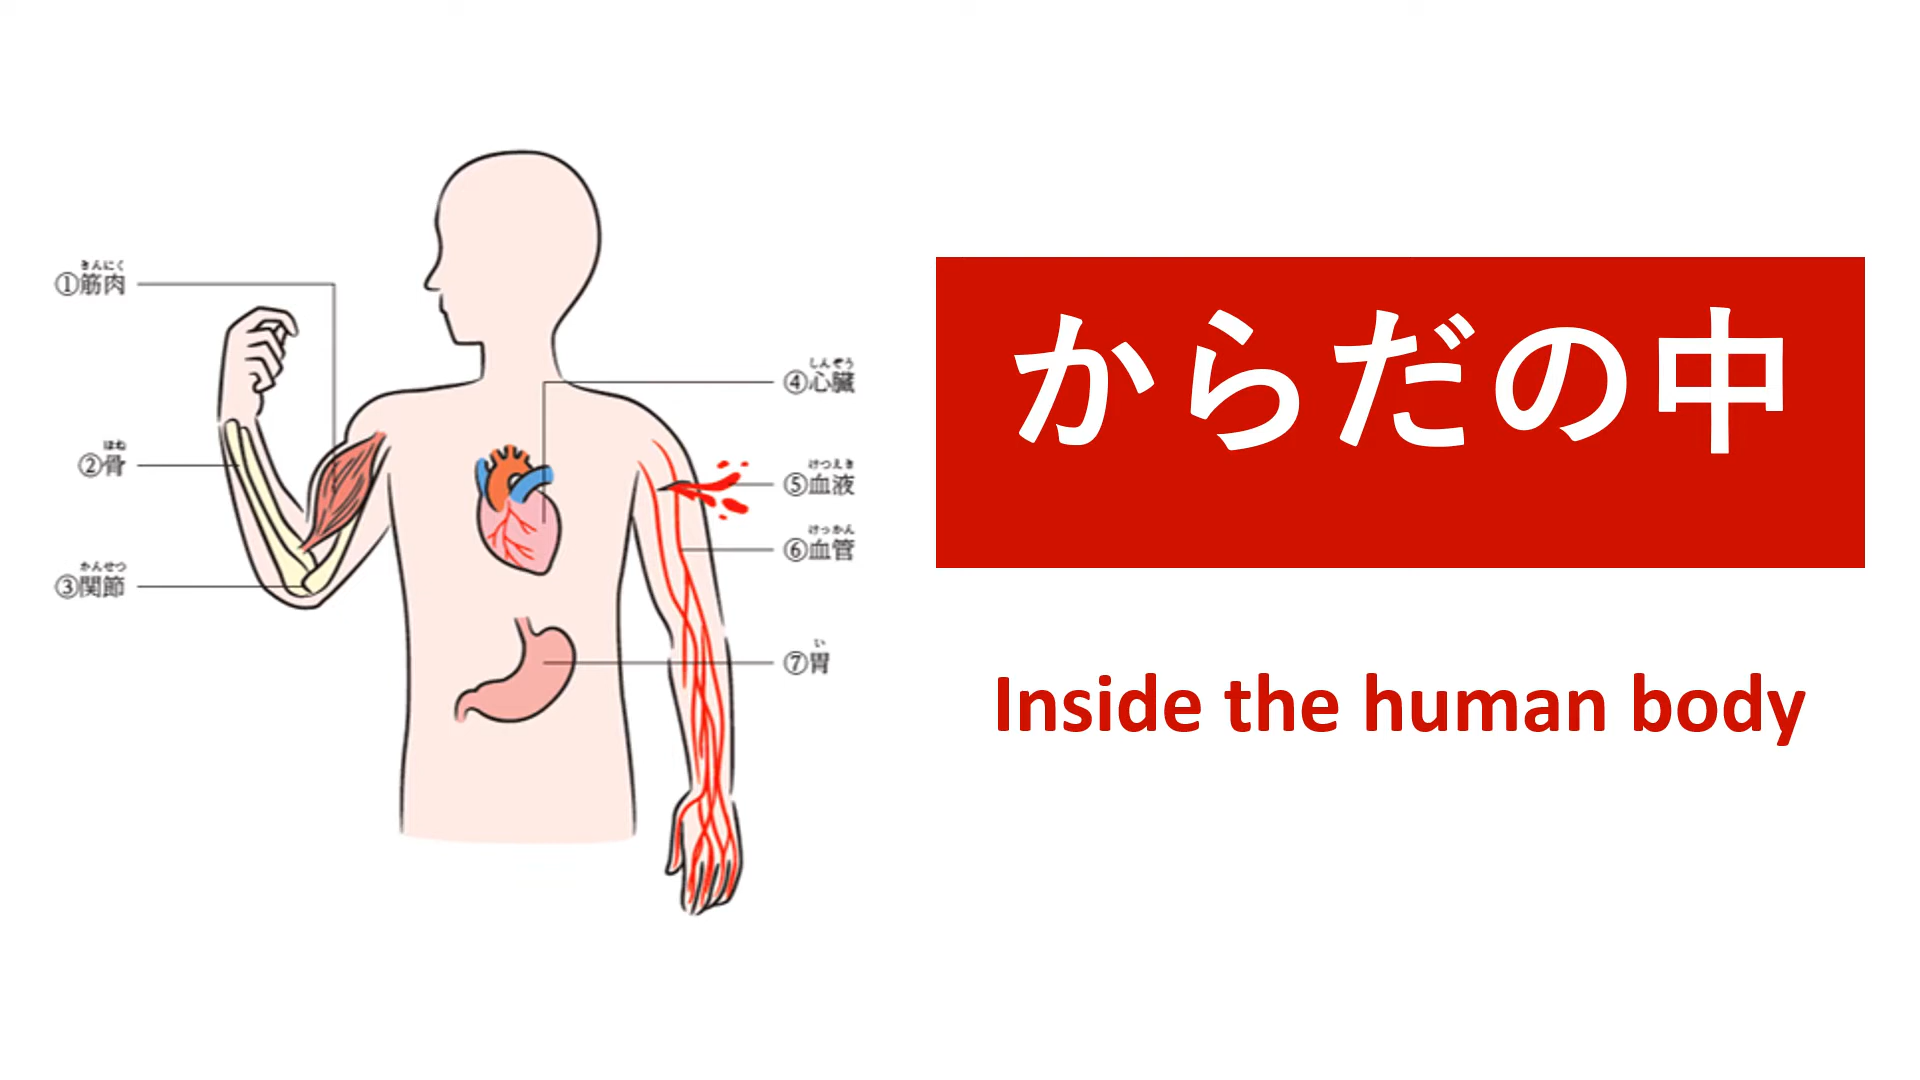 きんにく
①筋肉
ほね
②骨
かんせつ
③関節
しんぞう
④心臓
けつえき
⑤血液
けっかん
⑥血管
い
⑦胃
からだの中
Inside the human body